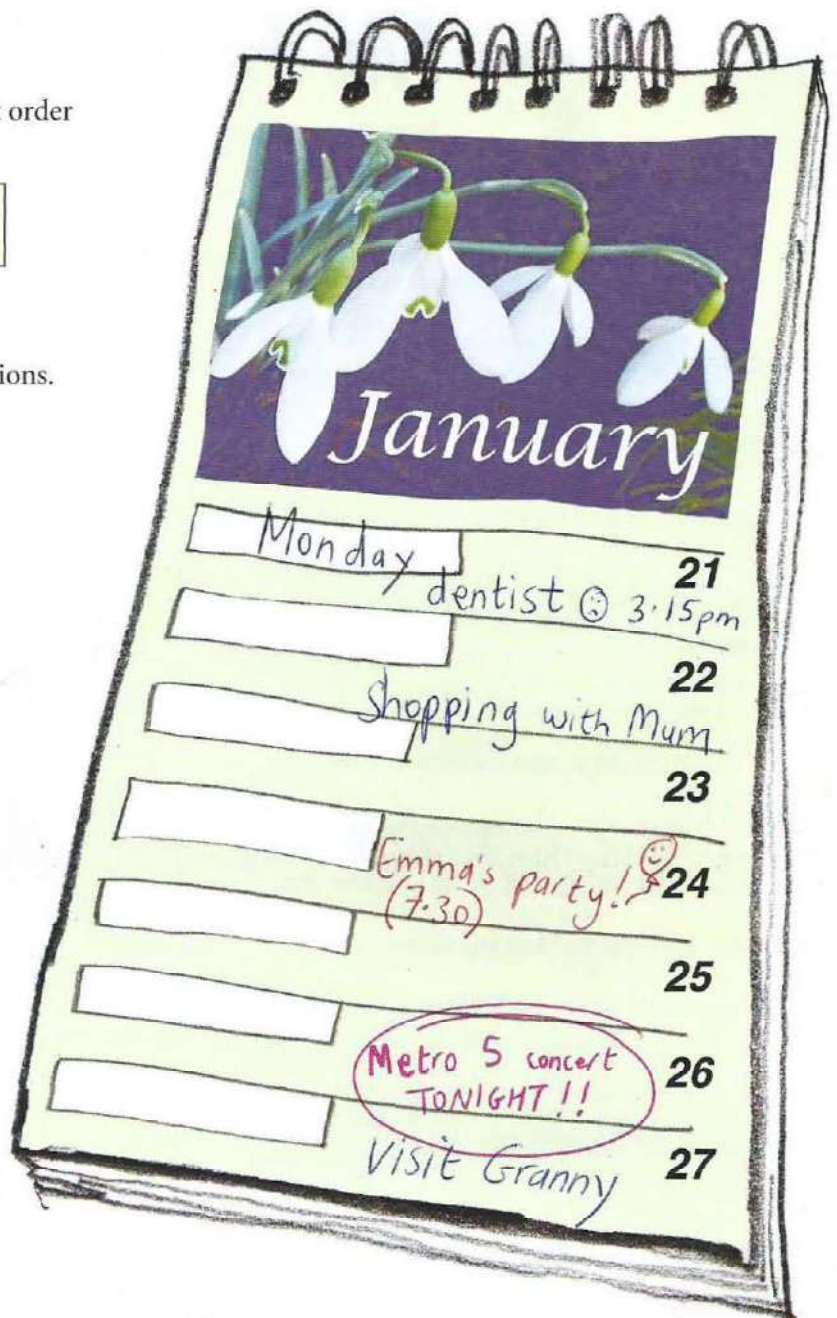 order
ions.
January
Monday
21
dentist 3.15pm
22
Shopping with Mum
23
Emma's party!
24
(7.30)
25
Metro 5 concert
26
TONIGHT!!
Visit Granny
27